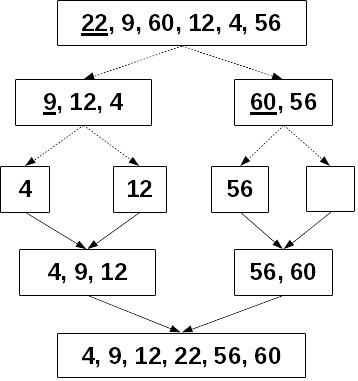 22, 9, 60, 12, 4, 56
9, 12, 4
60, 56
4
12
56
4, 9, 12
56, 60
4, 9, 12, 22, 56, 60